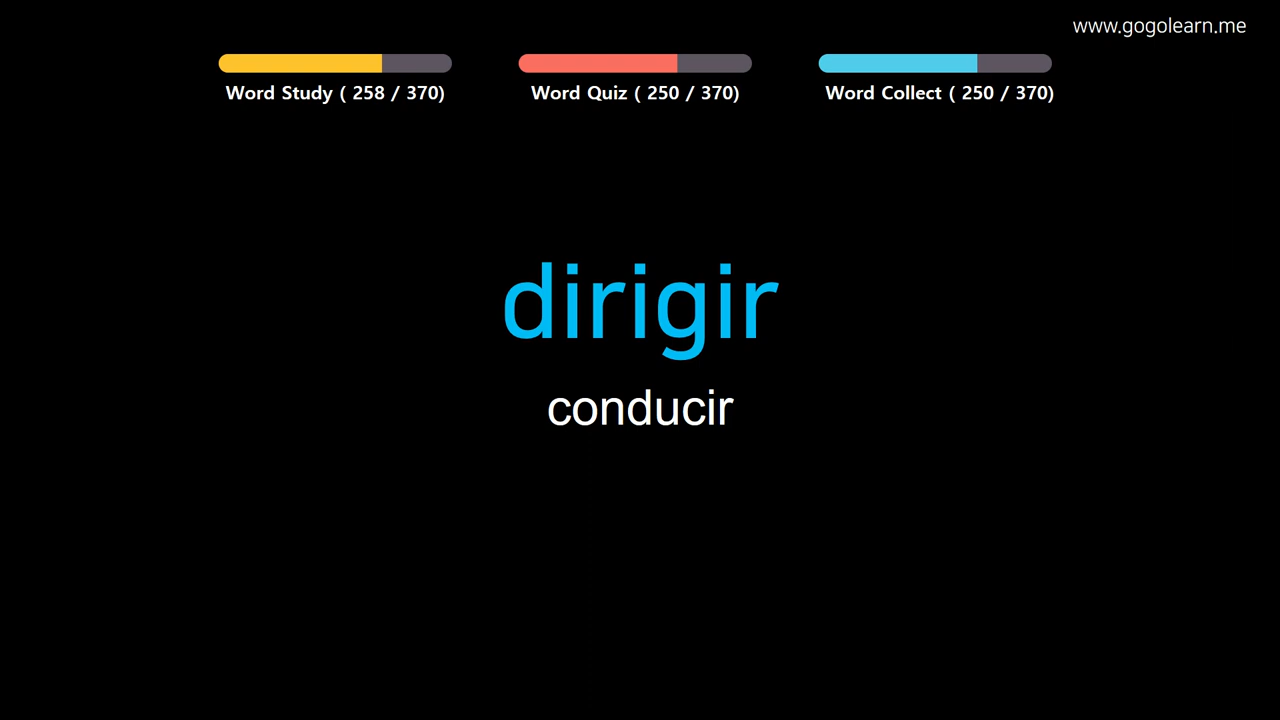 www.gogolearn.me
Word Study ( 258 / 370)
Word Quiz ( 250 / 370)
Word Collect ( 250 / 370)
dirigir
conducir